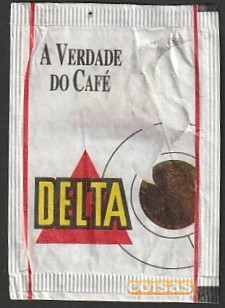 A VERDADE
DO CAFÉ
DELTA
coisas